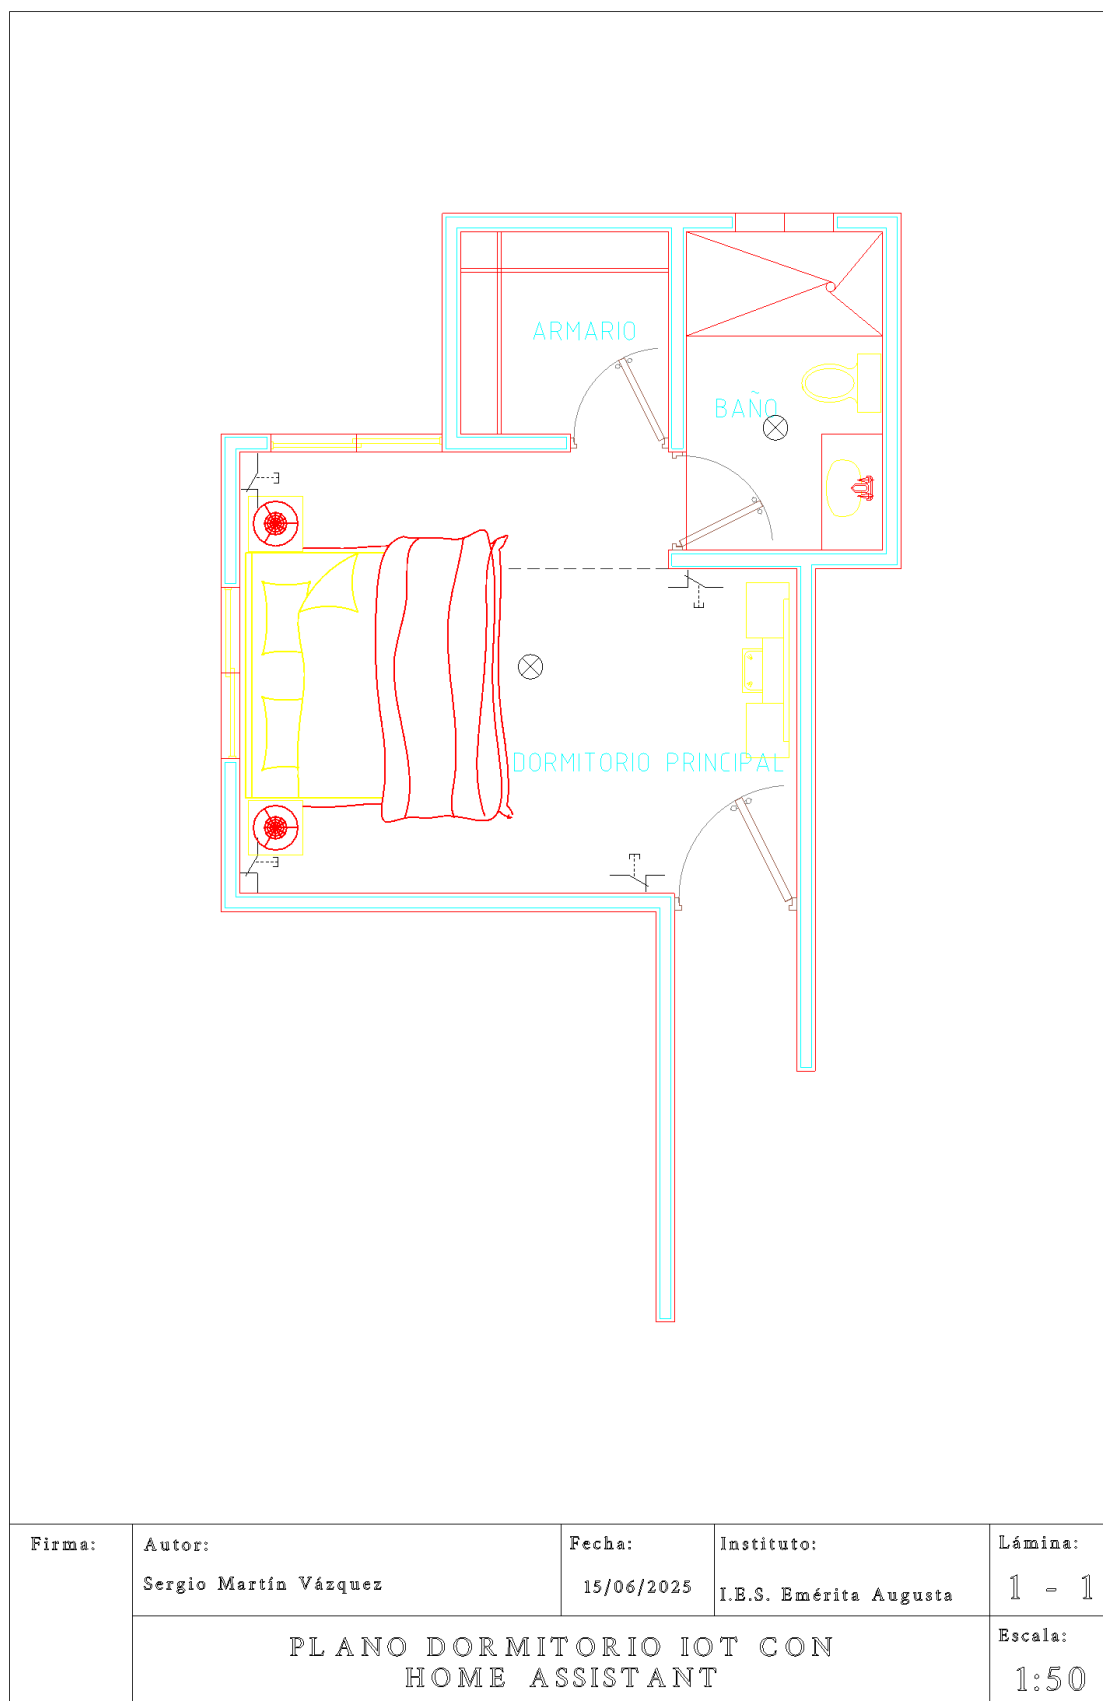 ARMARIO
BAÑO
DORMITORIO PRINCIPAL
Firma:
Autor:
Sergio Martín Vázquez
Fecha:
15/06/2025
Instituto:
I.E.S. Emérita Augusta
Lámina:
1 - 1
PLANO DORMITORIO IOT CON
HOME ASSISTANT
Escala:
1:50